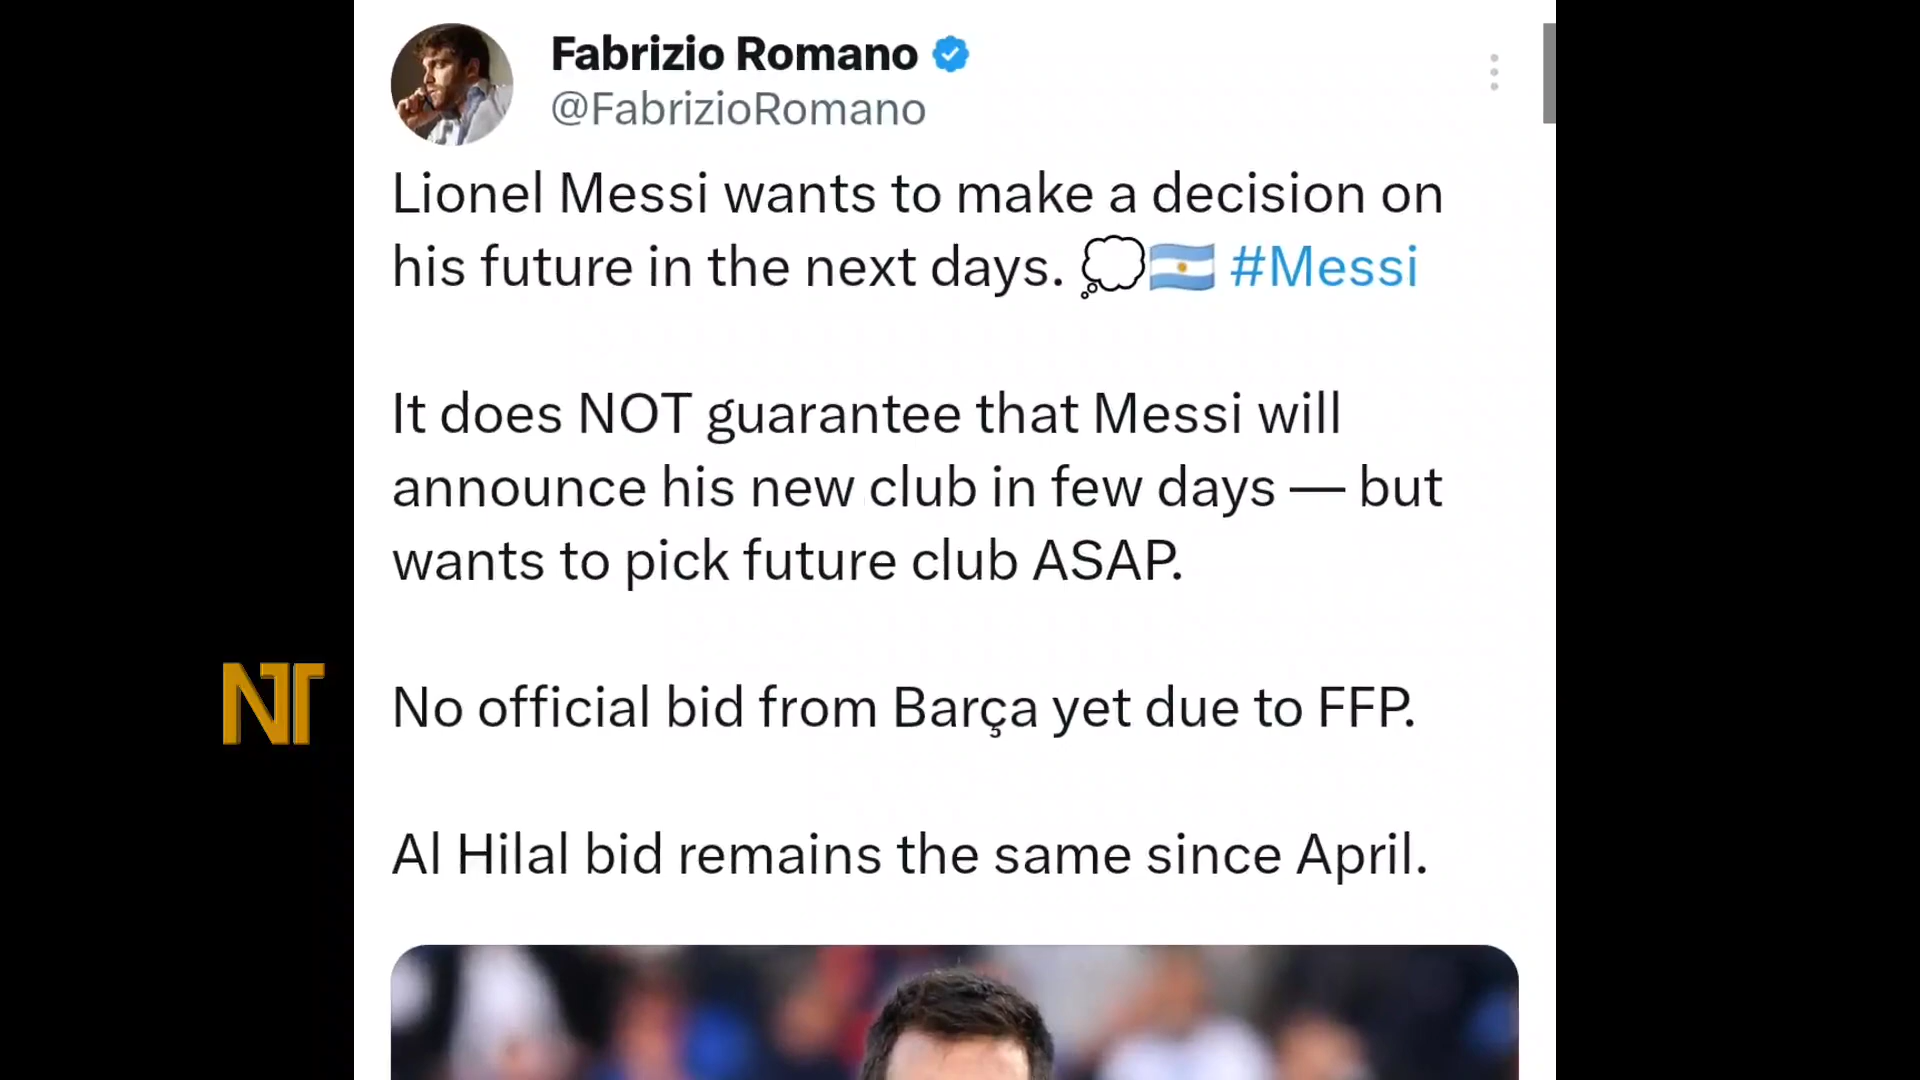 Fabrizio Romano
@FabrizioRomano
Lionel Messi wants to make a decision on
his future in the next days. 💭🇦🇷 #Messi
It does NOT guarantee that Messi will
announce his new club in few days — but
wants to pick future club ASAP.
No official bid from Barça yet due to FFP.
NT
Al Hilal bid remains the same since April.